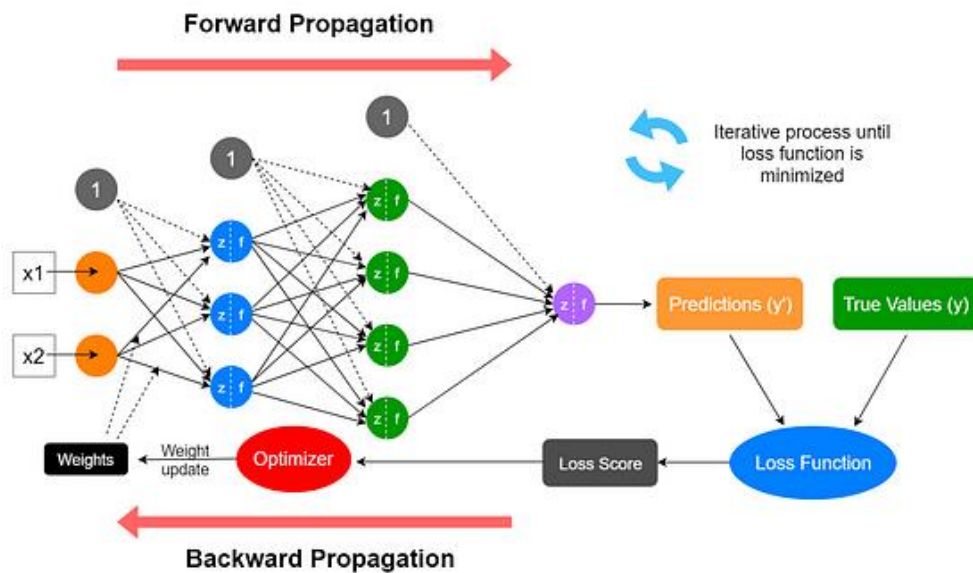 Forward Propagation
1
1
1
Iterative process until
loss function is
minimized
x1
x2
z f
z f
z f
z f
z f
z f
z f
z f
Predictions (y')
True Values (y)
Weights
Weight
update
Optimizer
Loss Score
Loss Function
Backward Propagation